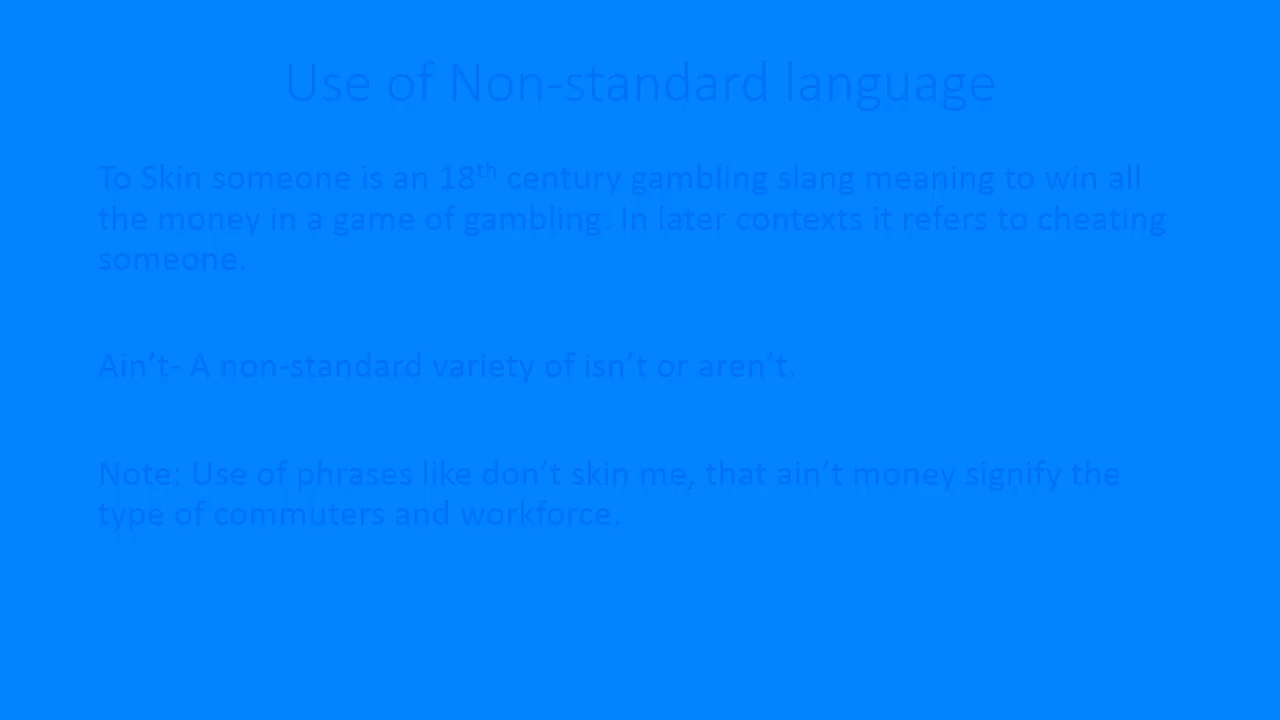 Use of Non-standard language
To Skin someone is an 18th century gambling slang meaning to win all
the money in a game of gambling. In later contexts it refers to cheating
someone.
Ain’t- A non-standard variety of isn’t or aren’t.
Note: Use of phrases like don’t skin me, that ain’t money signify the
type of commuters and workforce.